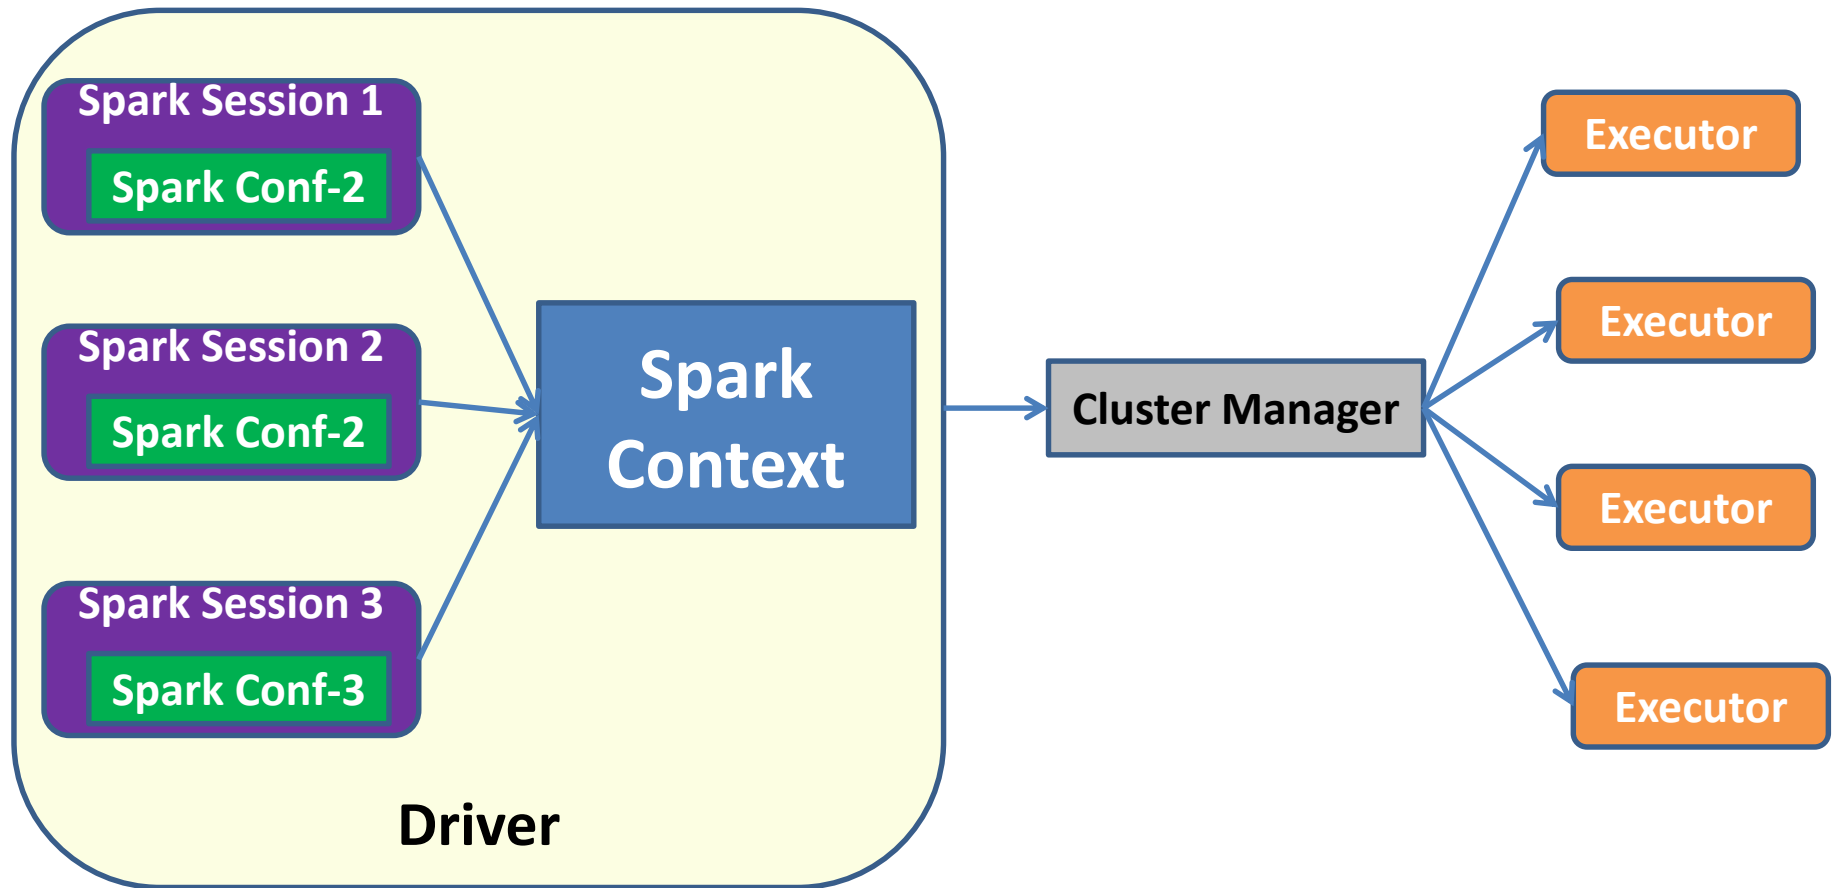 Spark Session 1
Spark Conf-2
Spark Session 2
Spark Conf-2
Spark Session 3
Spark Conf-3
Spark
Context
Driver
Cluster Manager
Executor
Executor
Executor
Executor